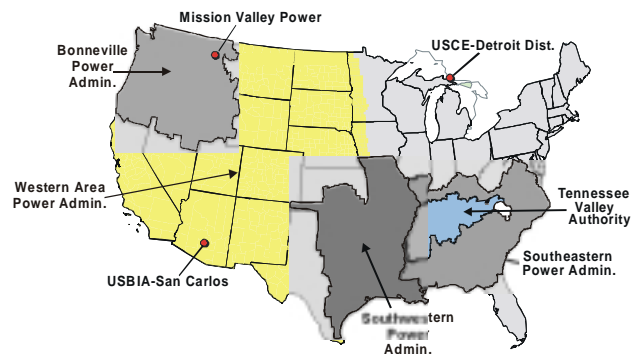 Mission Valley Power
USCE-Detroit Dist.
Bonneville
Power
Admin.
Western Area
Power Admin.
Tennessee
Valley
Authority
USBIA-San Carlos
Southeastern
Power Admin.
Southwestern
Power
Admin.